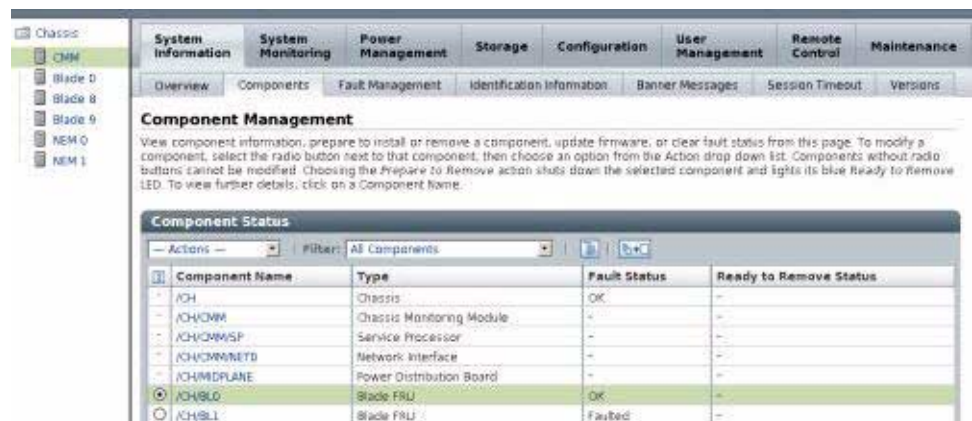 Chassis
CMM
Blade 0
Blade 8
Blade 9
NEM 0
NEM 1
System Information
System Monitoring
Power Management
Storage
Configuration
User Management
Remote Control
Maintenance
Overview
Components
Fault Management
Identification Information
Banner Messages
Session Timeout
Versions
Component Management
View component information, prepare to install or remove a component, update firmware, or clear fault status from this page. To modify a
component, select the radio button next to that component, then choose an option from the Action drop down list. Components without radio
buttons cannot be modified. Choosing the Prepare to Remove action shuts down the selected component and lights its blue Ready to Remove
LED. To view further details, click on a Component Name.
Component Status
— Actions —
Filter:
All Components
Component Name Type Fault Status Ready to Remove Status
- /CH Chassis OK -
- /CH/CMM Chassis Monitoring Module - -
- /CH/CMM/SP Service Processor - -
- /CH/CMM/NET0 Network Interface - -
- /CH/MIDPLANE Power Distribution Board - -
/CH/BL0 Blade FRU OK -
/CH/BL1 Blade FRU Faulted -